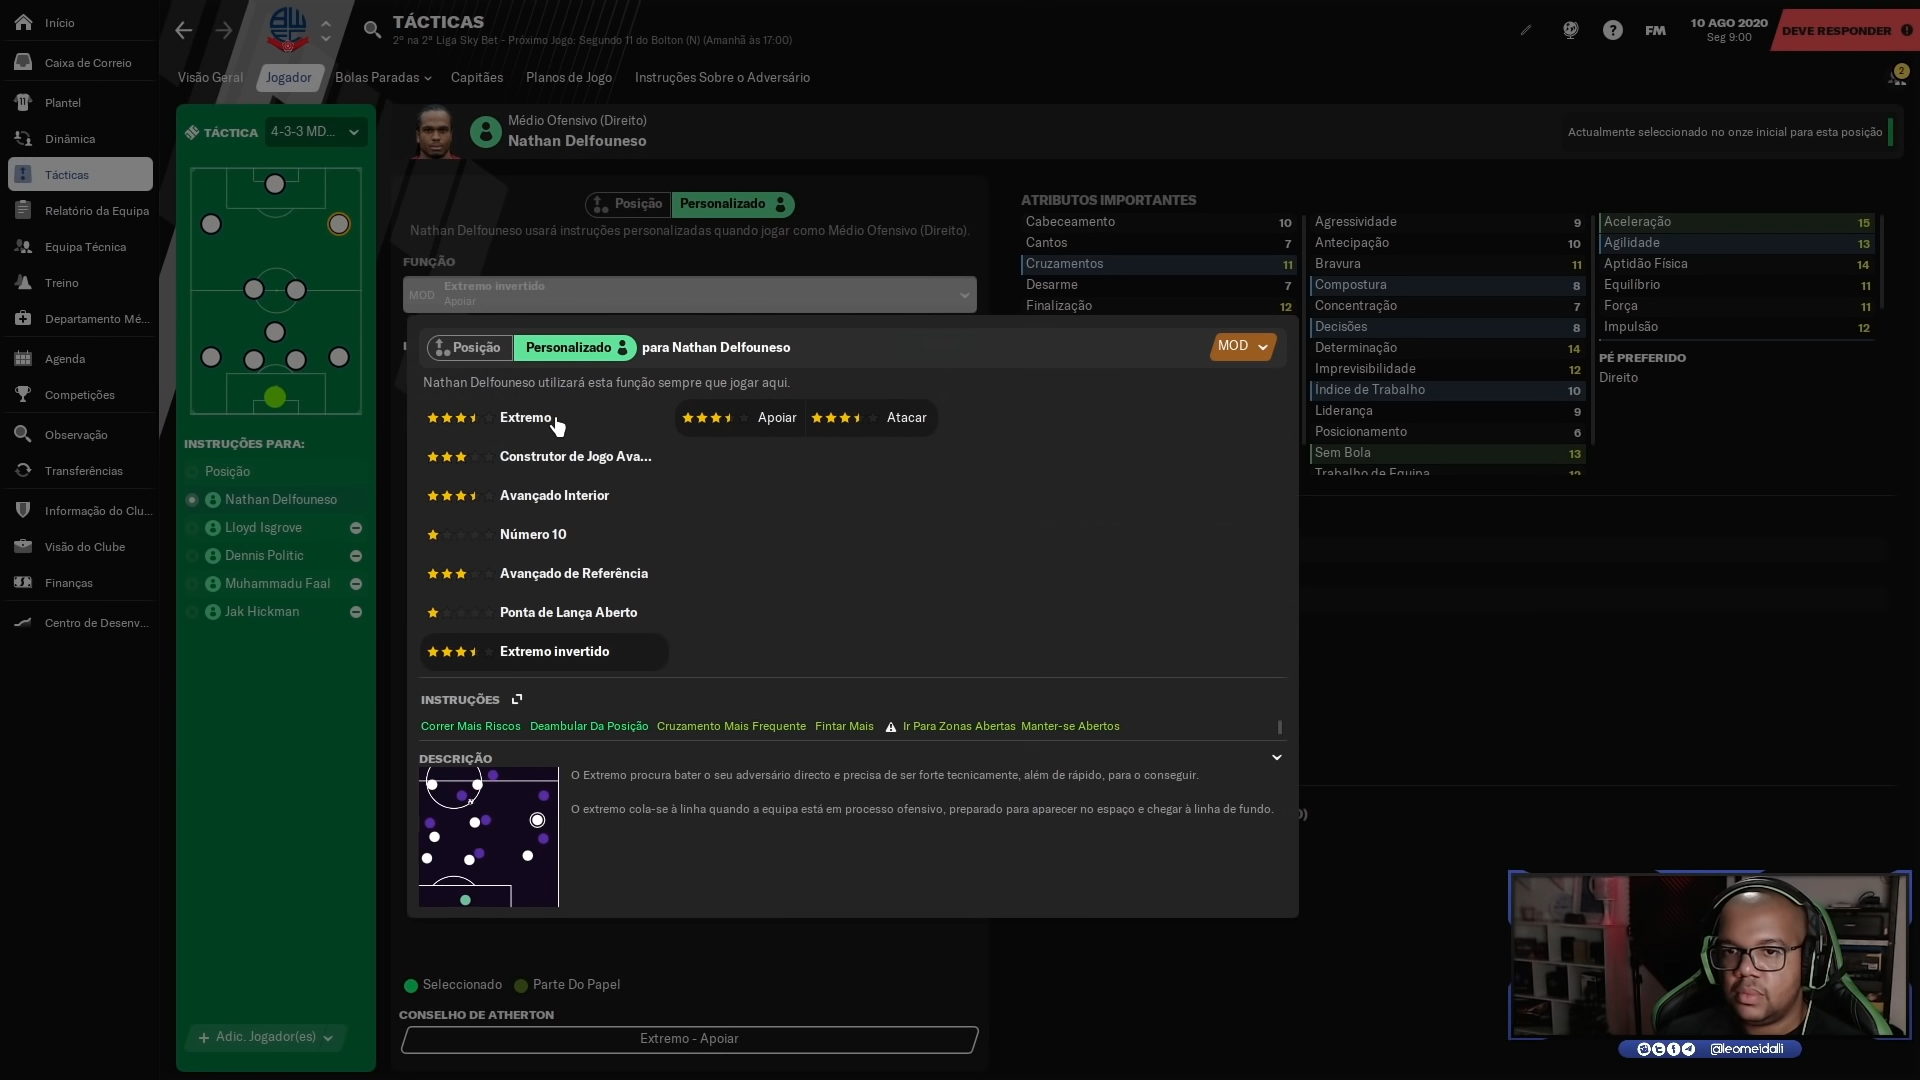 Início
Caixa de Correio
Plantel
Dinâmica
Tácticas
Relatório da Equipa
Equipa Técnica
Treino
Departamento Mé...
Agenda
Competições
Observação
Transferências
Informação do Clu...
Visão do Clube
Finanças
Centro de Desenv...
TÁCTICAS
2º na 2ª Liga Sky Bet - Próximo Jogo: Segundo 11 do Bolton (N) (Amanhã às 17:00)
FM
10 AGO 2020
Seg 9:00
DEVE RESPONDER
2
Visão Geral
Jogador
Bolas Paradas
Capitães
Planos de Jogo
Instruções Sobre o Adversário
TÁCTICA
4-3-3 MD...
INSTRUÇÕES PARA:
Posição
Nathan Delfouneso
Lloyd Isgrove
Dennis Politic
Muhammadu Faal
Jak Hickman
Adic. Jogador(es)
Médio Ofensivo (Direito)
Nathan Delfouneso
Actualmente seleccionado no onze inicial para esta posição
Posição
Personalizado
Nathan Delfouneso usará instruções personalizadas quando jogar como Médio Ofensivo (Direito).
FUNÇÃO
MOD
Extremo invertido
Apoiar
ATRIBUTOS IMPORTANTES
Cabeceamento 10
Cantos 7
Cruzamentos 11
Desarme 7
Finalização 12
Agressividade 9
Antecipação 10
Bravura 11
Compostura 8
Concentração 7
Decisões 8
Determinação 14
Imprevisibilidade 12
Índice de Trabalho 10
Liderança 9
Posicionamento 6
Sem Bola 13
Trabalho de Equipa 12
Aceleração 15
Agilidade 13
Aptidão Física 14
Equilíbrio 11
Força 11
Impulsão 12
PÉ PREFERIDO
Direito
Posição
Personalizado
para Nathan Delfouneso
MOD
Nathan Delfouneso utilizará esta função sempre que jogar aqui.
Extremo
Apoiar
Atacar
Construtor de Jogo Ava...
Avançado Interior
Número 10
Avançado de Referência
Ponta de Lança Aberto
Extremo invertido
INSTRUÇÕES
Correr Mais Riscos Deambular Da Posição Cruzamento Mais Frequente Fintar Mais Ir Para Zonas Abertas Manter-se Abertos
DESCRIÇÃO
O Extremo procura bater o seu adversário directo e precisa de ser forte tecnicamente, além de rápido, para o conseguir.
O extremo cola-se à linha quando a equipa está em processo ofensivo, preparado para aparecer no espaço e chegar à linha de fundo.
Seleccionado
Parte Do Papel
CONSELHO DE ATHERTON
Extremo - Apoiar
@leomeidalli